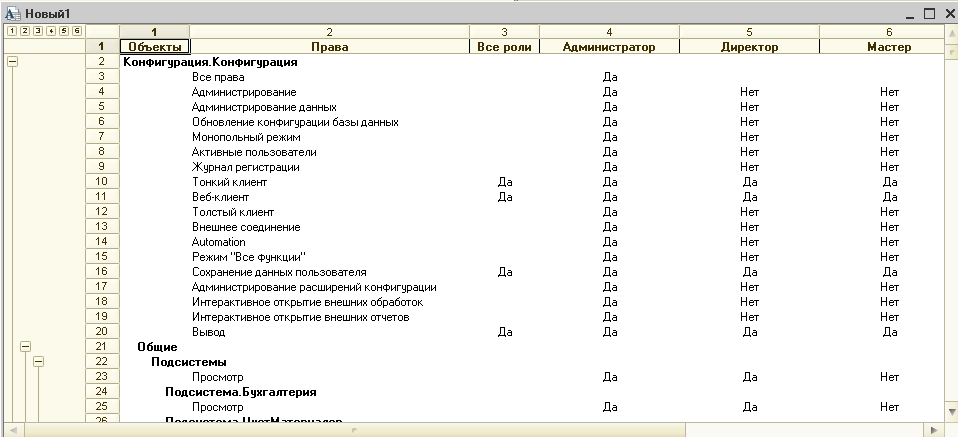 Новый1
1 2 3 4 5 6 1 2 3 4 5 6
1 Объекты Права Все роли Администратор Директор Мастер
2 Конфигурация.Конфигурация
3 Все права Да
4 Администрирование Да Нет Нет
5 Администрирование данных Да Нет Нет
6 Обновление конфигурации базы данных Да Нет Нет
7 Монопольный режим Да Нет Нет
8 Активные пользователи Да Нет Нет
9 Журнал регистрации Да Нет Нет
10 Тонкий клиент Да Да Да Да
11 Веб-клиент Да Да Да Да
12 Толстый клиент Да Нет Нет
13 Внешнее соединение Да Нет Нет
14 Automation Да Нет Нет
15 Режим "Все функции" Да Нет Нет
16 Сохранение данных пользователя Да Да Да Да
17 Администрирование расширений конфигурации Да Нет Нет
18 Интерактивное открытие внешних обработок Да Нет Нет
19 Интерактивное открытие внешних отчетов Да Нет Нет
20 Вывод Да Да Да Да
21 Общие
22 Подсистемы
23 Просмотр Да Да Нет
24 Подсистема.Бухгалтерия
25 Просмотр Да Да Нет
26 Подсистема.УчетМатериалов